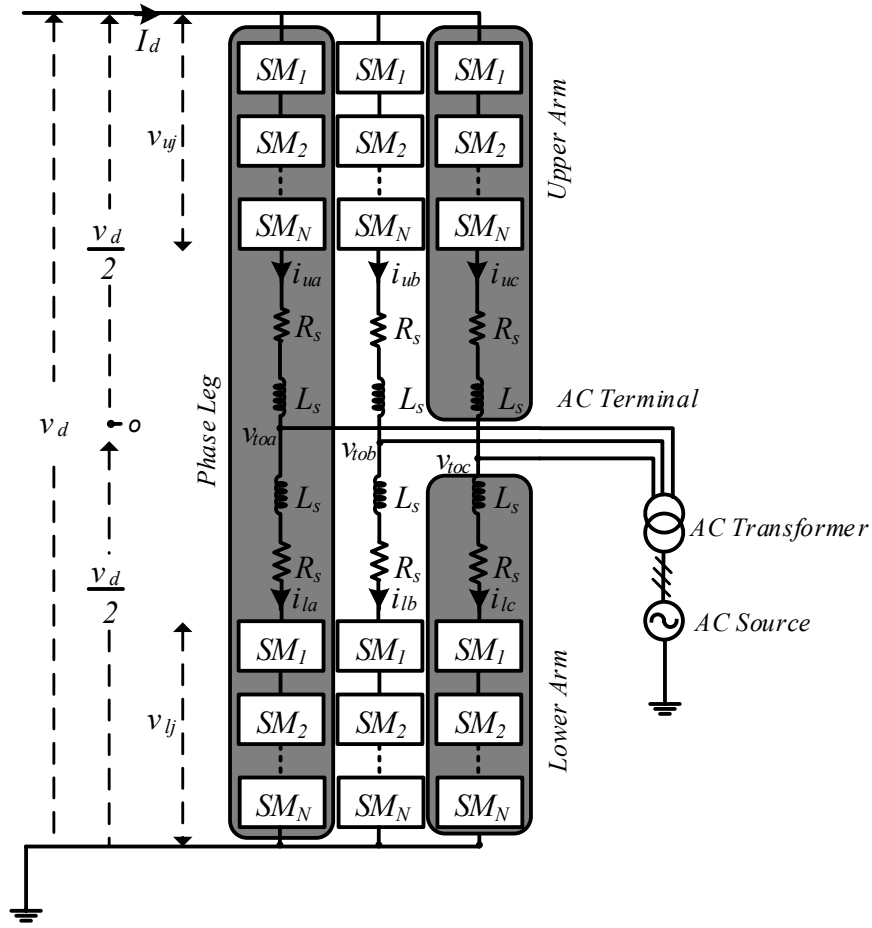 I_d
SM_1 SM_1 SM_1
SM_2 SM_2 SM_2
SM_N SM_N SM_N
v_uj
Upper Arm
v_d
2
i_ua i_ub i_uc
R_s R_s R_s
L_s L_s L_s
AC Terminal
v_d
o
Phase Leg
v_toa v_tob v_toc
L_s L_s L_s
AC Transformer
R_s R_s R_s
v_d
2
i_la i_lb i_lc
AC Source
SM_1 SM_1 SM_1
v_lj
SM_2 SM_2 SM_2
Lower Arm
SM_N SM_N SM_N